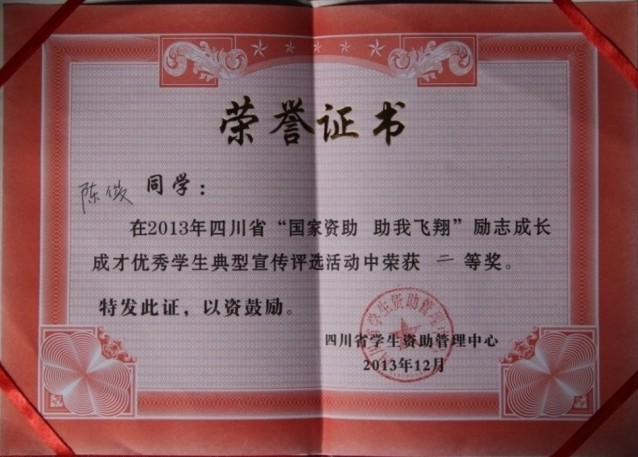 荣誉证书
陈俊 同学：
在2013年四川省“国家资助 助我飞翔”励志成长
成才优秀学生典型宣传评选活动中荣获 二 等奖。
特发此证，以资鼓励。
四川省学生资助管理中心
2013年12月